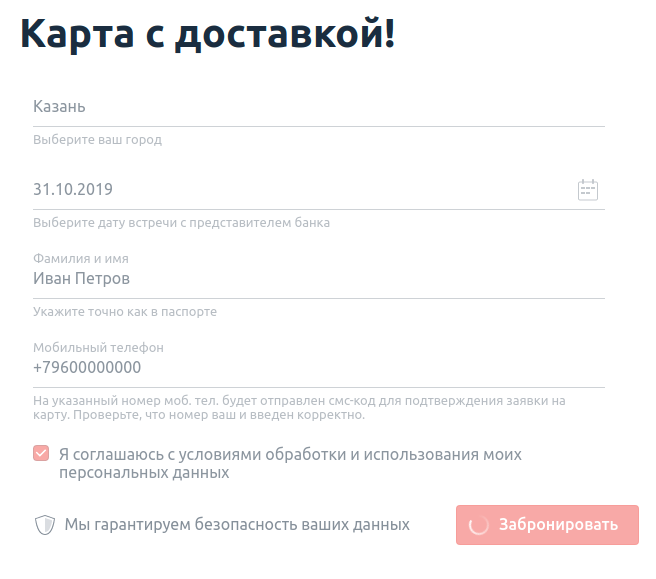 Карта с доставкой!
Казань
Выберите ваш город
31.10.2019
Выберите дату встречи с представителем банка
Фамилия и имя
Иван Петров
Укажите точно как в паспорте
Мобильный телефон
+79600000000
На указанный номер моб. тел. будет отправлен смс-код для подтверждения заявки на
карту. Проверьте, что номер ваш и введен корректно.
Я соглашаюсь с условиями обработки и использования моих
персональных данных
Мы гарантируем безопасность ваших данных
Забронировать